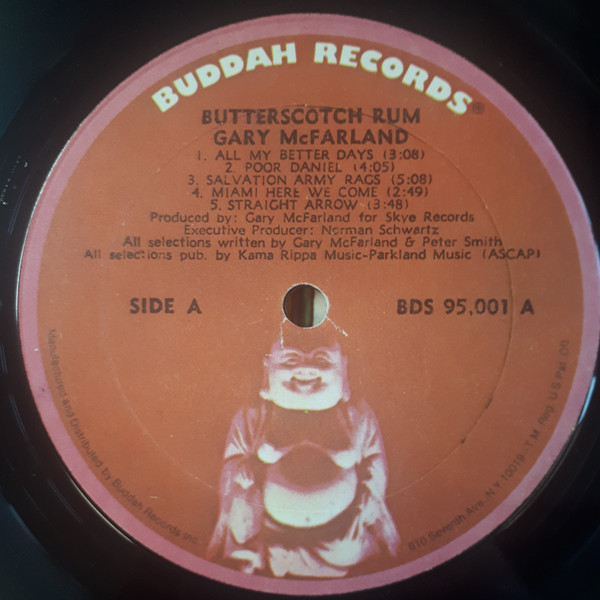 BUDDAH RECORDS®
BUTTERSCOTCH RUM
GARY McFARLAND
1. ALL MY BETTER DAYS (3:08)
2. POOR DANIEL (4:05)
3. SALVATION ARMY RAGS (5:08)
4. MIAMI HERE WE COME (2:49)
5. STRAIGHT ARROW (3:48)
Produced by: Gary McFarland for Skye Records
Executive Producer: Norman Schwartz
All selections written by Gary McFarland & Peter Smith
All selections pub. by Kama Rippa Music-Parkland Music (ASCAP)
SIDE A
BDS 95,001 A
Manufactured and Distributed by Buddah Records Inc.
810 Seventh Ave., N.Y. 10019 - T.M. Reg. U S Pat. Off.